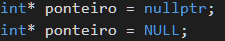 int* ponteiro = nullptr;
int* ponteiro = NULL;